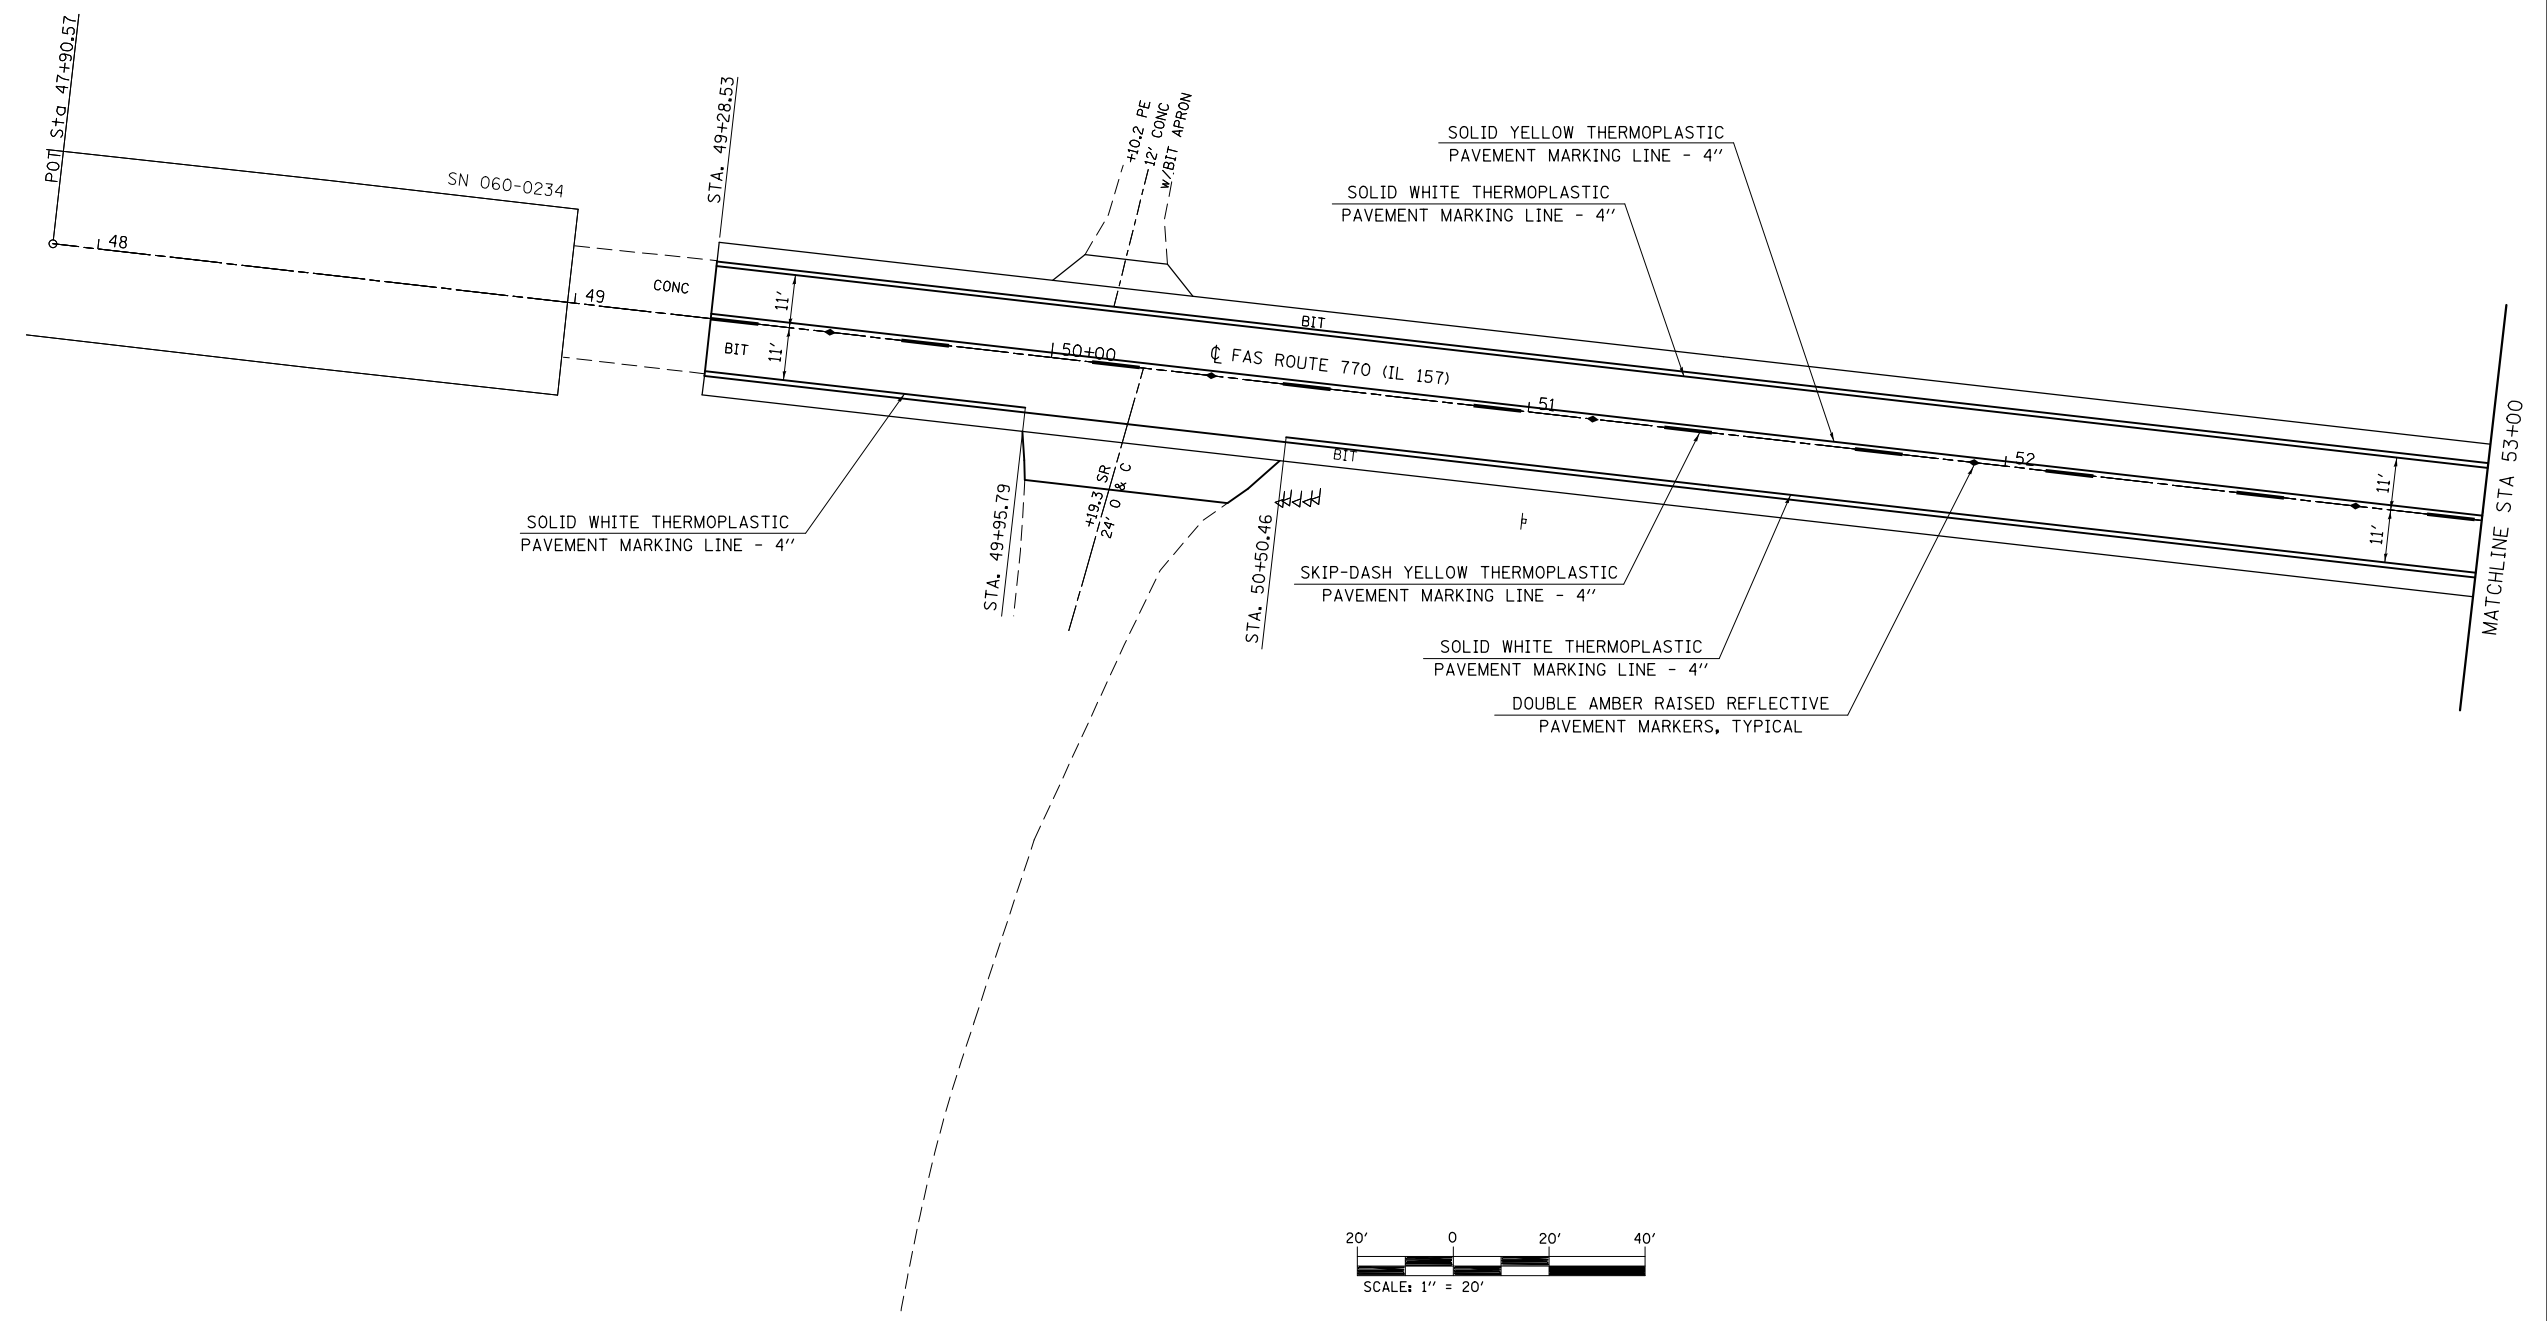 POT Sta 47+90.57
SN 060-0234
STA. 49+28.53
+10.2 PE
12' CONC
w/BIT APRON
SOLID YELLOW THERMOPLASTIC
PAVEMENT MARKING LINE - 4"
SOLID WHITE THERMOPLASTIC
PAVEMENT MARKING LINE - 4"
48
49
CONC
BIT
11'
11'
50+00
BIT
℄ FAS ROUTE 770 (IL 157)
51
52
BIT
11'
11'
MATCHLINE STA 53+00
SOLID WHITE THERMOPLASTIC
PAVEMENT MARKING LINE - 4"
STA. 49+95.79
+19.3 SR
24' O & C
STA. 50+50.46
SKIP-DASH YELLOW THERMOPLASTIC
PAVEMENT MARKING LINE - 4"
SOLID WHITE THERMOPLASTIC
PAVEMENT MARKING LINE - 4"
DOUBLE AMBER RAISED REFLECTIVE
PAVEMENT MARKERS, TYPICAL
20' 0 20' 40'
SCALE: 1" = 20'